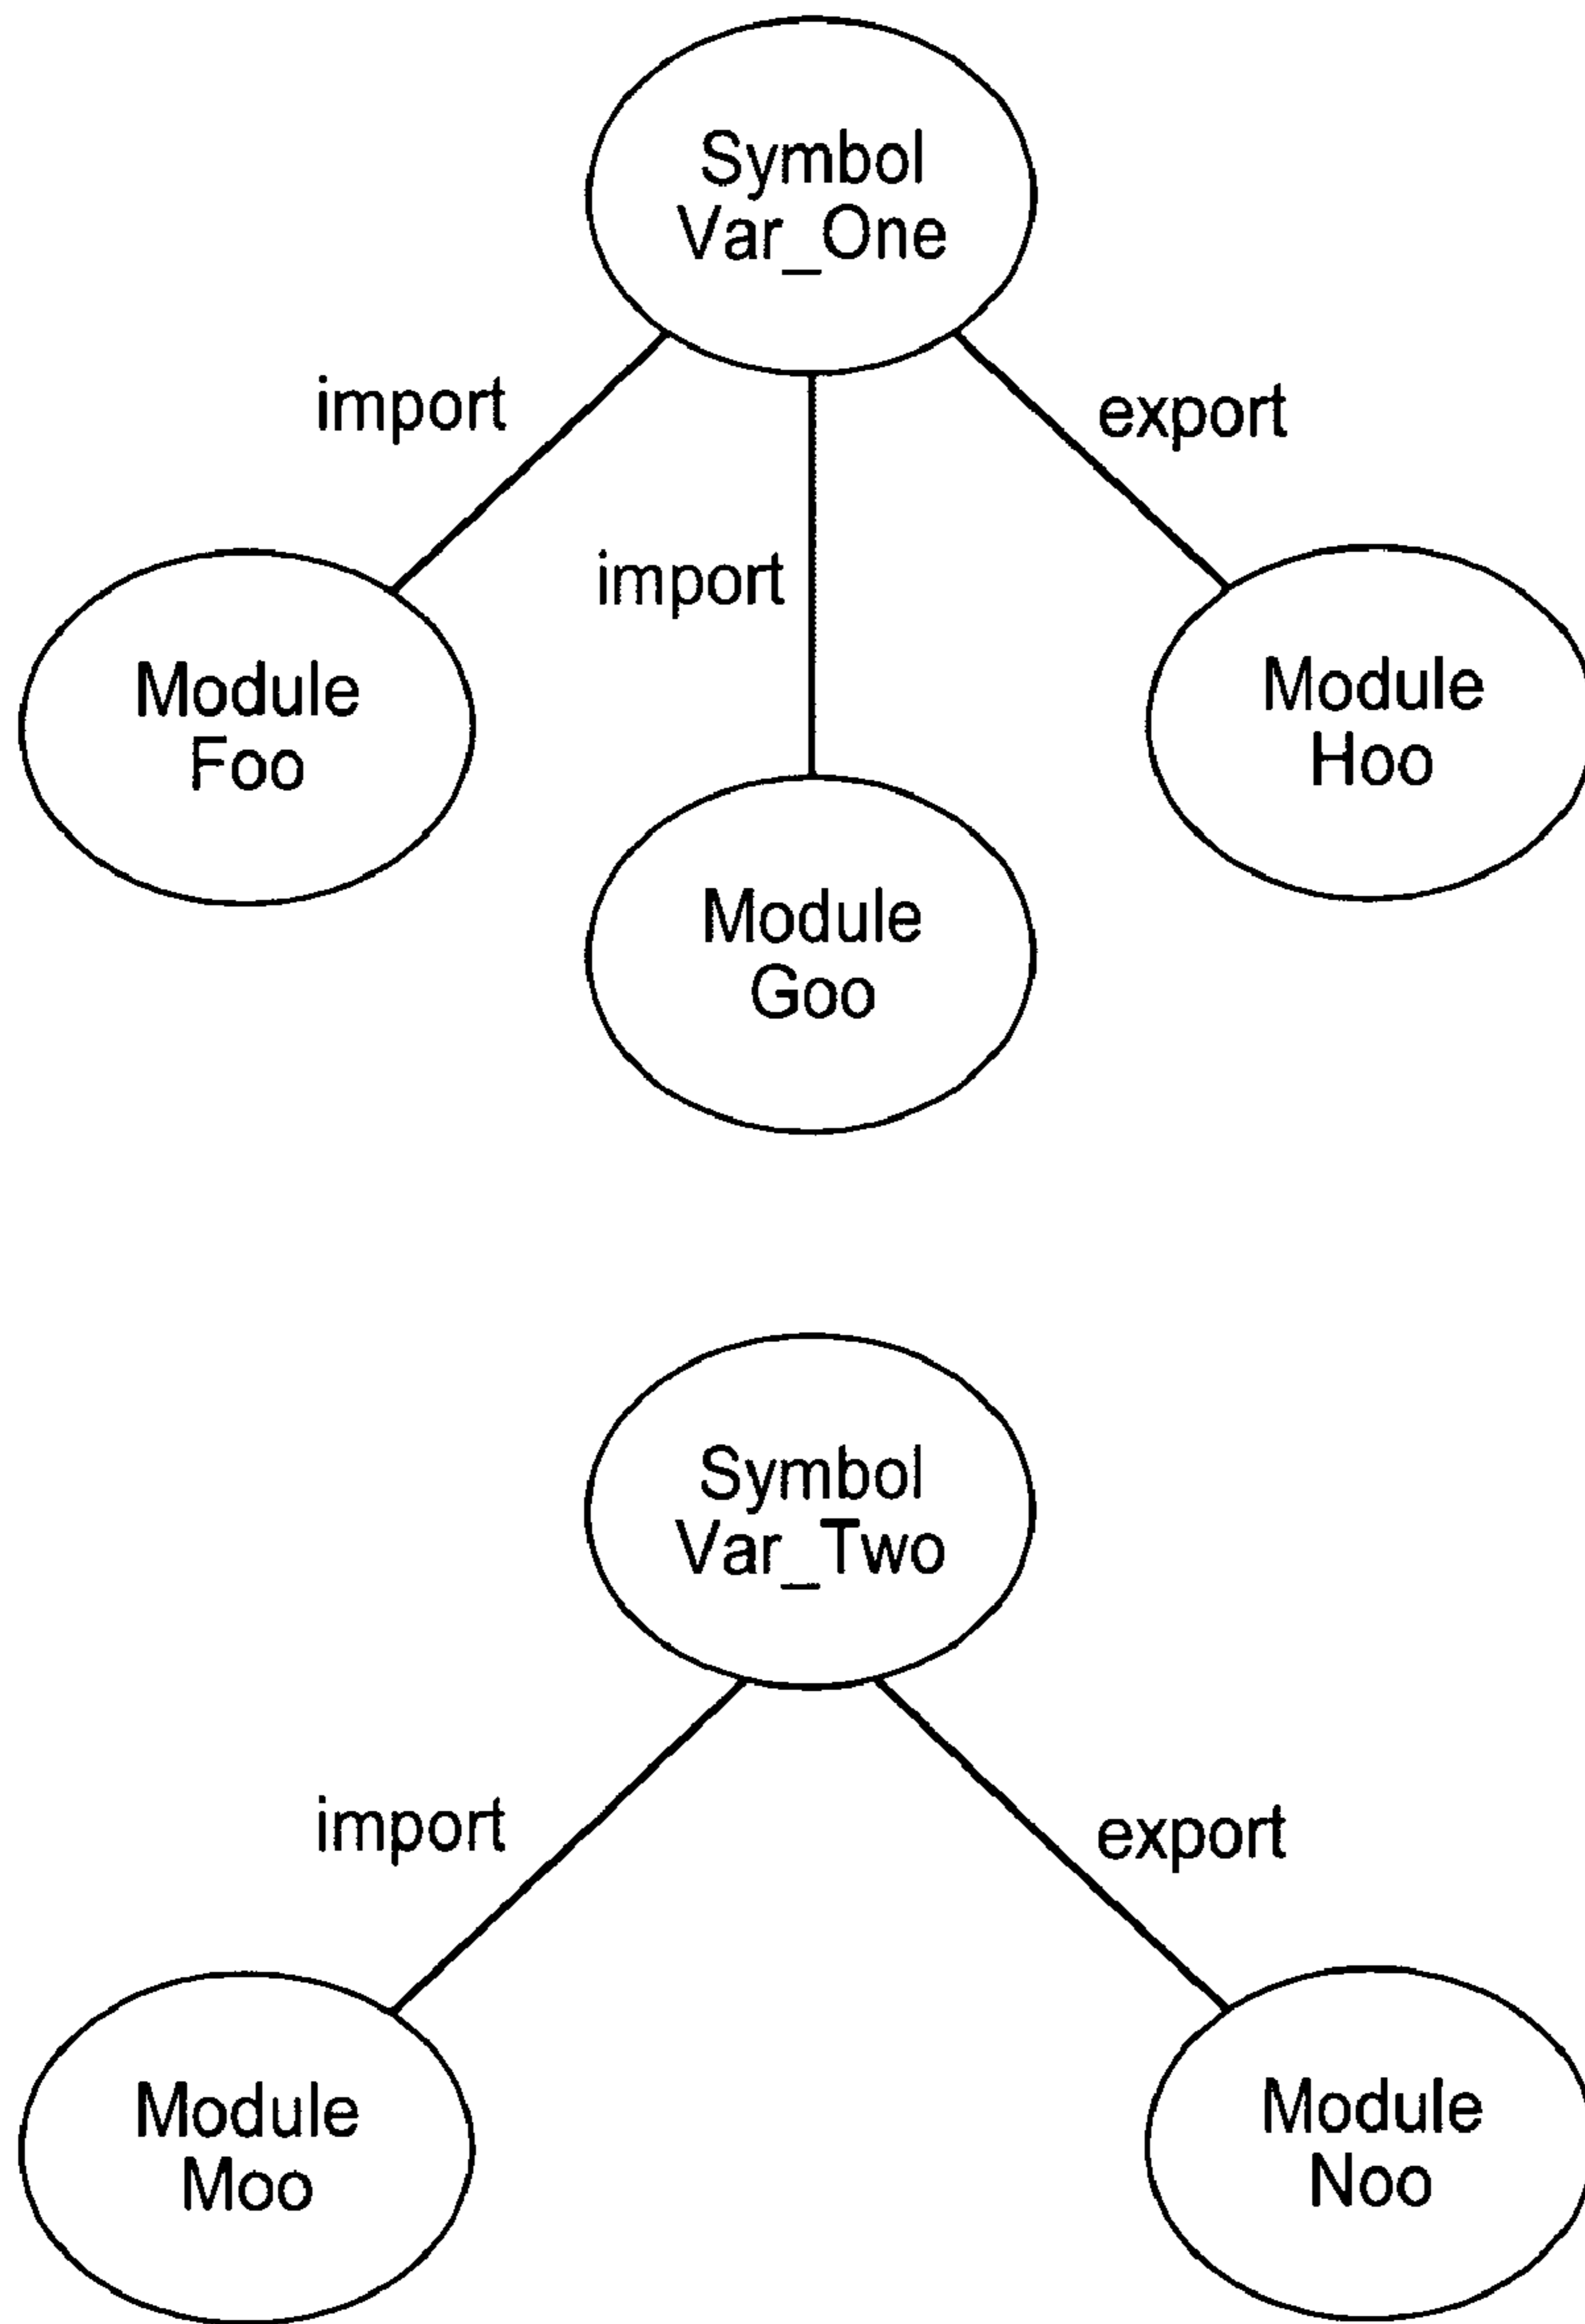 Symbol
Var_One
import
export
import
Module
Foo
Module
Hoo
Module
Goo
Symbol
Var_Two
import
export
Module
Moo
Module
Noo